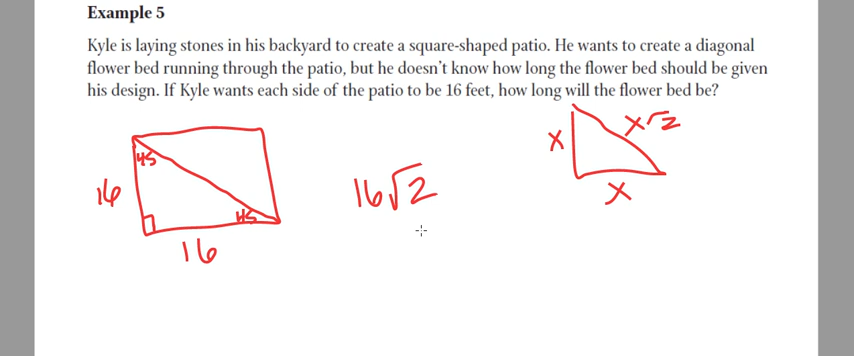 Example 5
Kyle is laying stones in his backyard to create a square-shaped patio. He wants to create a diagonal
flower bed running through the patio, but he doesn't know how long the flower bed should be given
his design. If Kyle wants each side of the patio to be 16 feet, how long will the flower bed be?
45
16
45
16
16√2
x
x√2
x